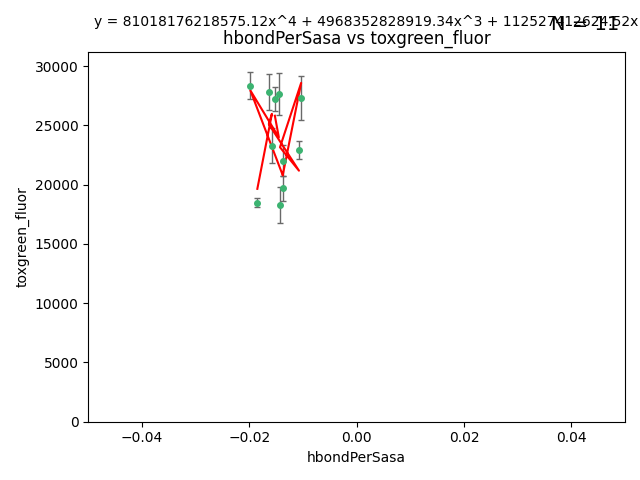 y = 81018176218575.12x^4 + 4968352828919.34x^3 +
N = 11
hbondPerSasa vs toxgreen_fluor
30000
25000
20000
15000
10000
5000
0
toxgreen_fluor
−0.04 −0.02 0.00 0.02 0.04
hbondPerSasa